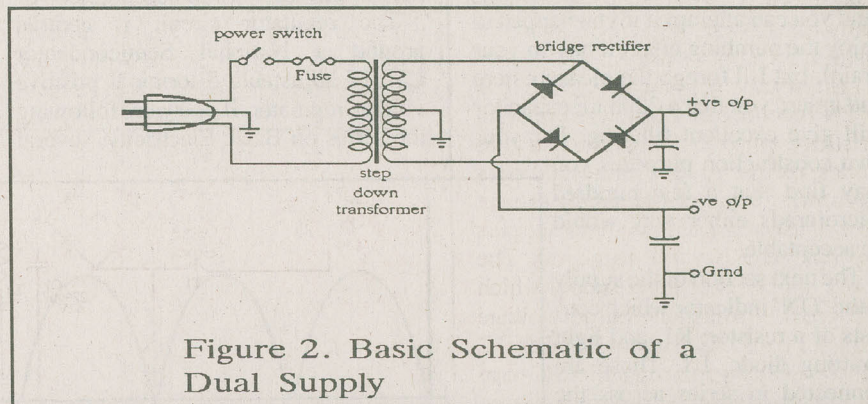 power switch
Fuse
bridge rectifier
+ve o/p
step
down
transformer
-ve o/p
Grnd
Figure 2. Basic Schematic of a
Dual Supply